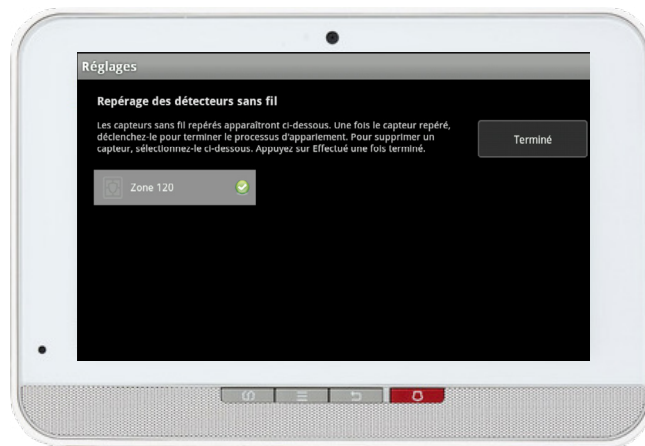 Réglages
Repérage des détecteurs sans fil
Les capteurs sans fil repérés apparaîtront ci-dessous. Une fois le capteur repéré,
déclenchez-le pour terminer le processus d'appariement. Pour supprimer un
capteur, sélectionnez-le ci-dessous. Appuyez sur Effectué une fois terminé.
Terminé
Zone 120